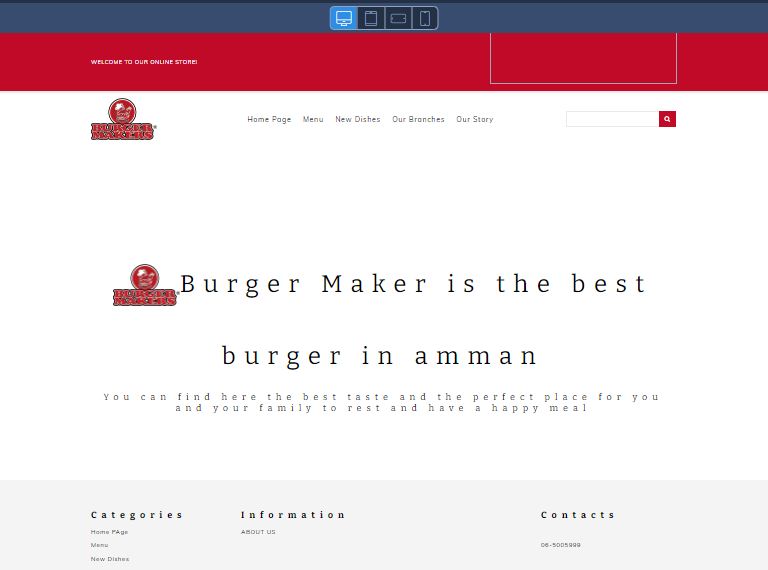 WELCOME TO OUR ONLINE STORE!
BURGER MAKERS
Home Page Menu New Dishes Our Branches Our Story
BURGER MAKERS
Burger Maker is the best
burger in amman
You can find here the best taste and the perfect place for you
and your family to rest and have a happy meal
Categories Information Contacts
Home PAge ABOUT US
Menu 06-5005999
New Dishes